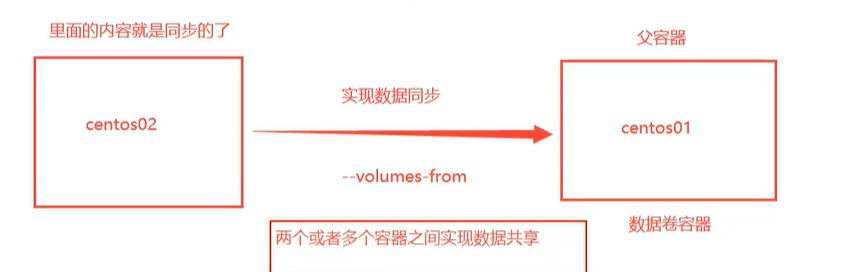 里面的内容就是同步的了
父容器
实现数据同步
centos02
centos01
--volumes-from
数据卷容器
两个或者多个容器之间实现数据共享